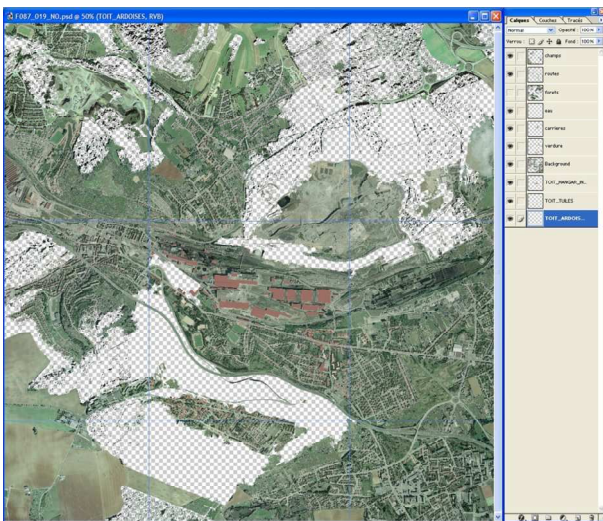 F087_019_NO.psd @ 50% (TOIT_ARDOISES, RVB)
Calques Couches Tracés
Normal Opacité : 100%
Verrou : Fond : 100%
champs
routes
forets
eau
carrieres
verdure
Background
TOIT_HANGAR_M...
TOIT_TUILES
TOIT_ARDOIS...